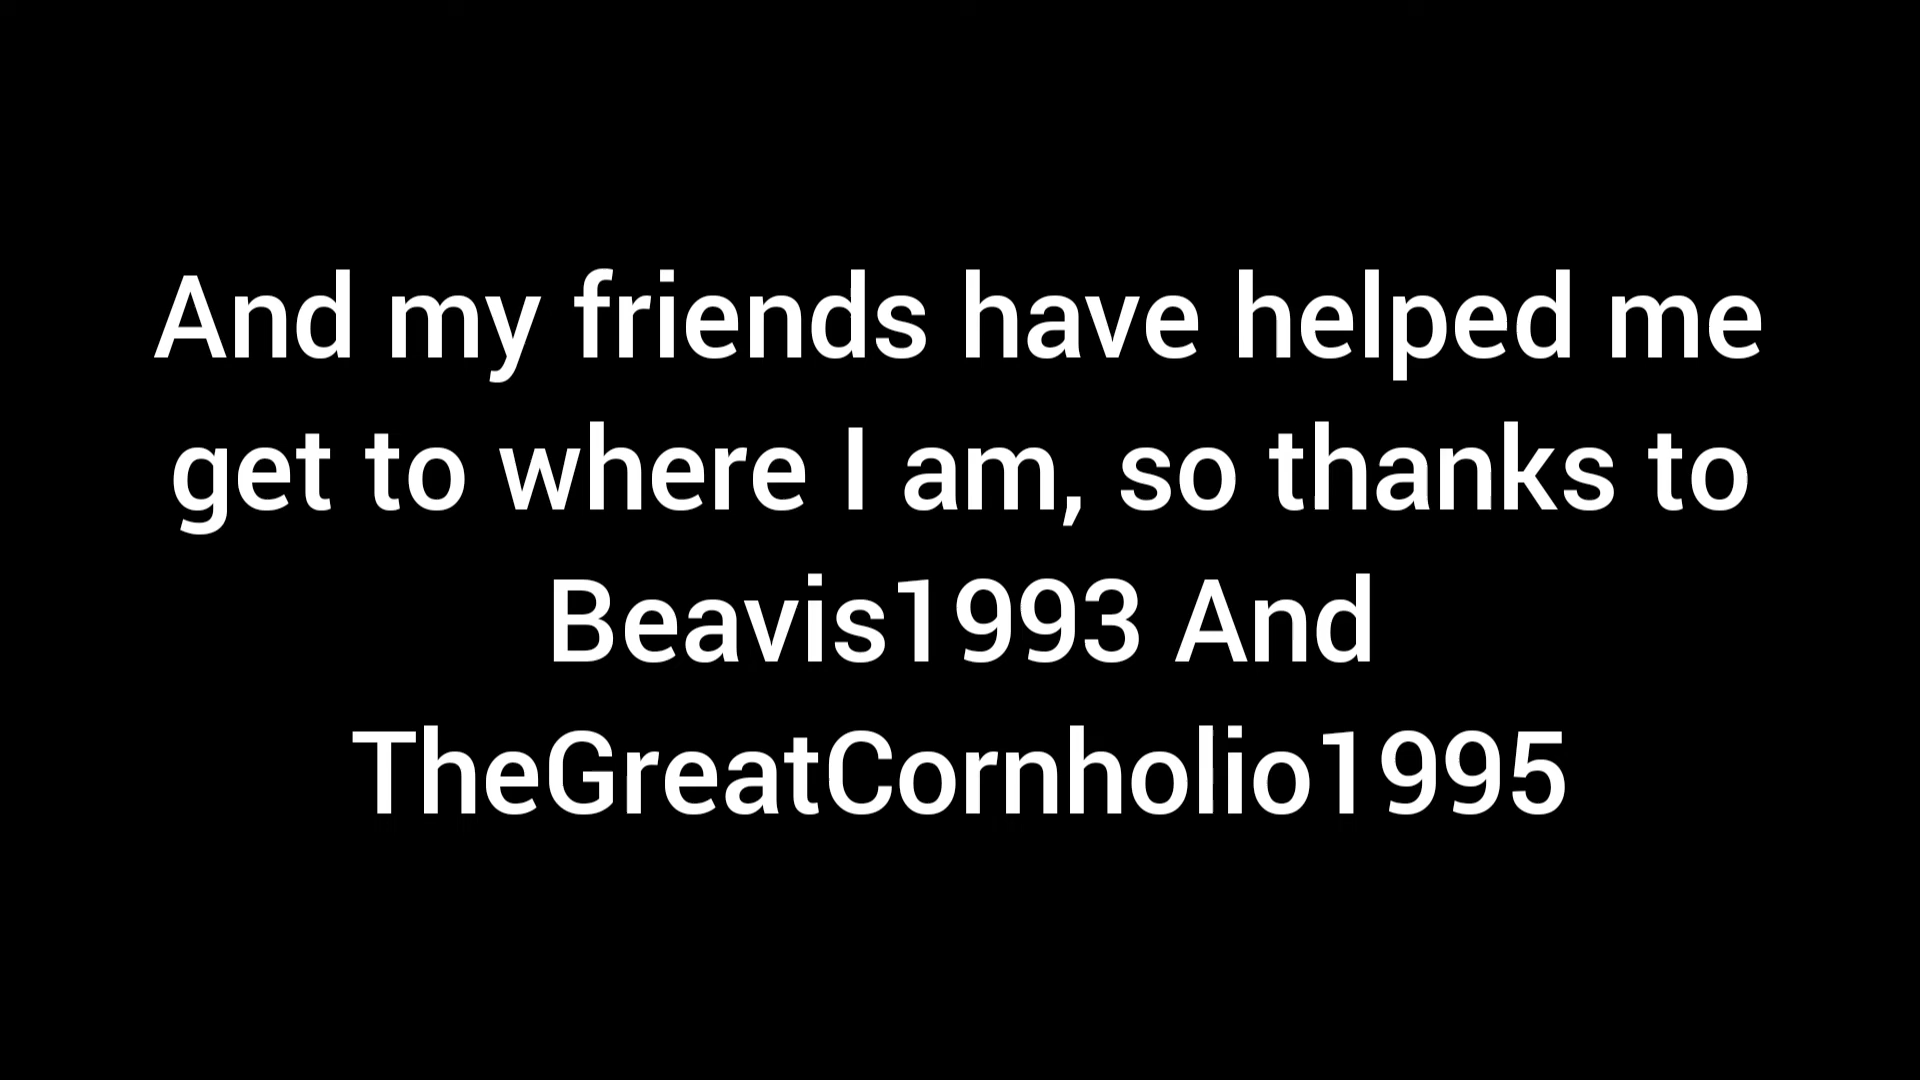 And my friends have helped me
get to where I am, so thanks to
Beavis1993 And
TheGreatCornholio1995